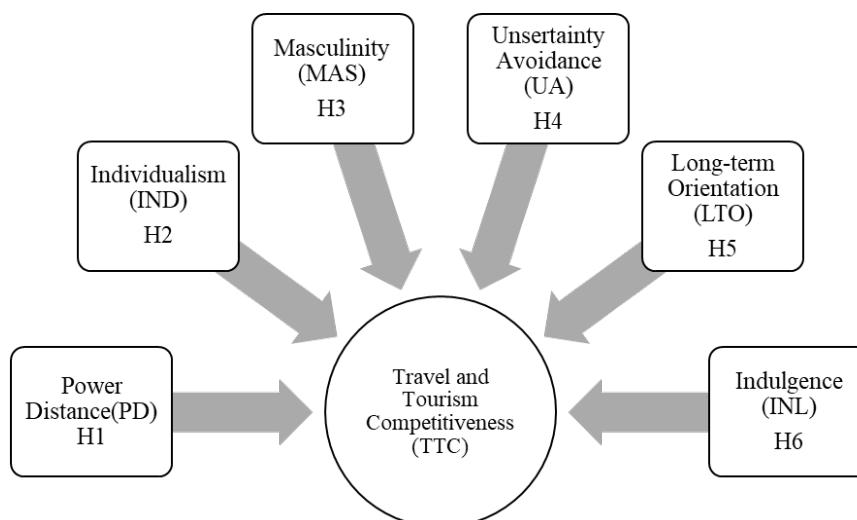 Power
Distance(PD)
H1
Individualism
(IND)
H2
Masculinity
(MAS)
H3
Unsertainty
Avoidance
(UA)
H4
Long-term
Orientation
(LTO)
H5
Indulgence
(INL)
H6
Travel and
Tourism
Competitiveness
(TTC)